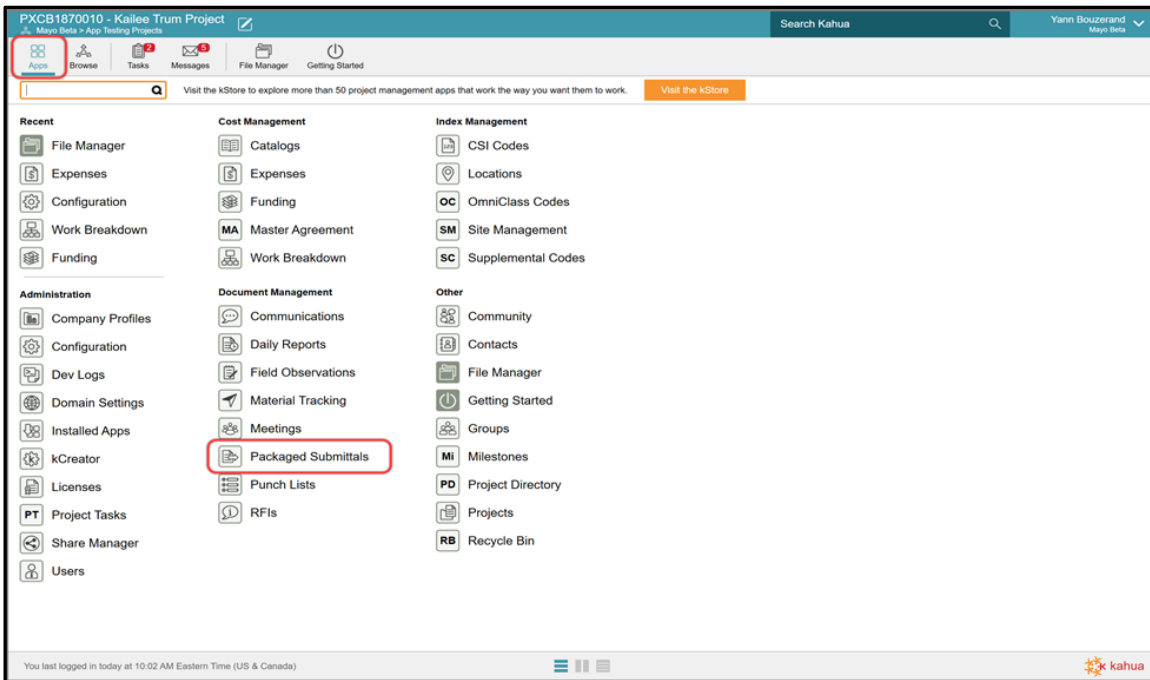 PXCB1870010 - Kailee Trum Project
Mayo Beta > App Testing Projects
Search Kahua
Yann Bouzerand
Mayo Beta
Apps
Browse
2
Tasks
5
Messages
File Manager
Getting Started
Visit the kStore to explore more than 50 project management apps that work the way you want them to work.
Visit the kStore
Recent
File Manager
Expenses
Configuration
Work Breakdown
Funding
Cost Management
Catalogs
Expenses
Funding
MA Master Agreement
Work Breakdown
Index Management
CSI Codes
Locations
OC OmniClass Codes
SM Site Management
SC Supplemental Codes
Administration
Company Profiles
Configuration
Dev Logs
Domain Settings
Installed Apps
kCreator
Licenses
PT Project Tasks
Share Manager
Users
Document Management
Communications
Daily Reports
Field Observations
Material Tracking
Meetings
Packaged Submittals
Punch Lists
RFIs
Other
Community
Contacts
File Manager
Getting Started
Groups
Mi Milestones
PD Project Directory
Projects
RB Recycle Bin
You last logged in today at 10:02 AM Eastern Time (US & Canada)
k kahua